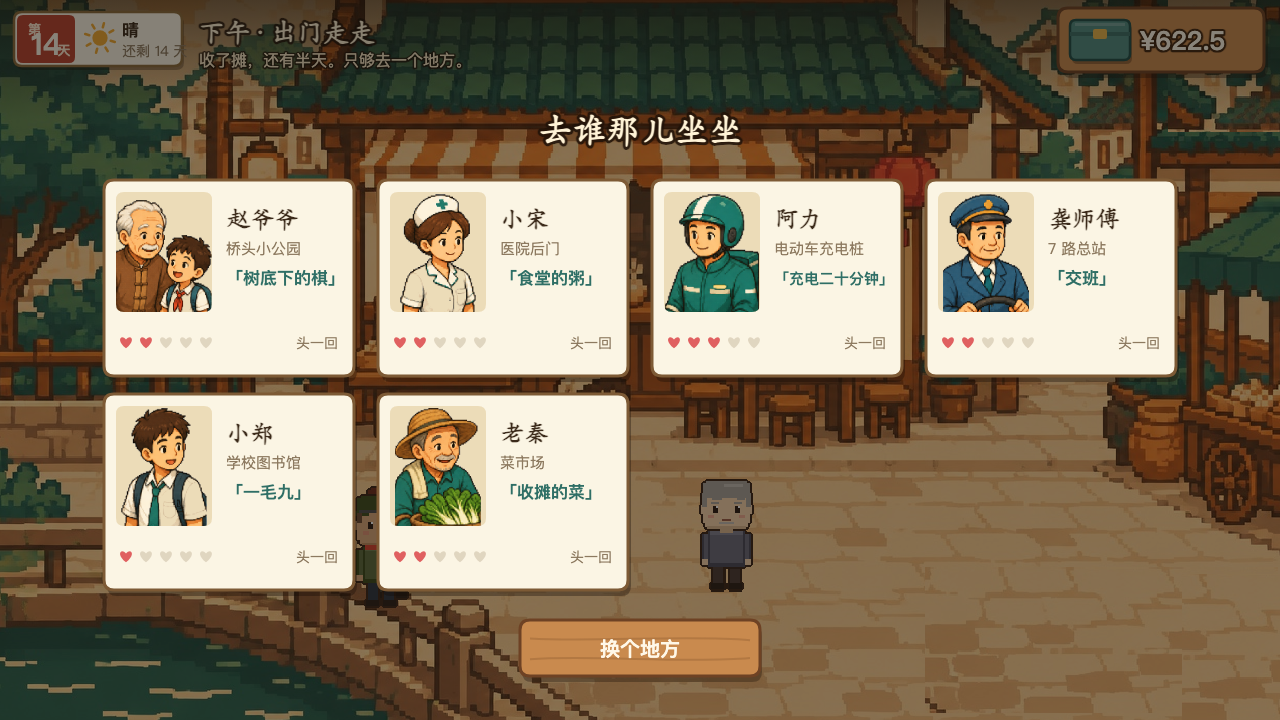 第14天
晴
还剩 14 天
下午 · 出门走走
收了摊，还有半天。只够去一个地方。
¥622.5
去谁那儿坐坐
赵爷爷
桥头小公园
「树底下的棋」
头一回
小宋
医院后门
「食堂的粥」
头一回
阿力
电动车充电桩
「充电二十分钟」
头一回
龚师傅
7 路总站
「交班」
头一回
小郑
学校图书馆
「一毛九」
头一回
老秦
菜市场
「收摊的菜」
头一回
换个地方